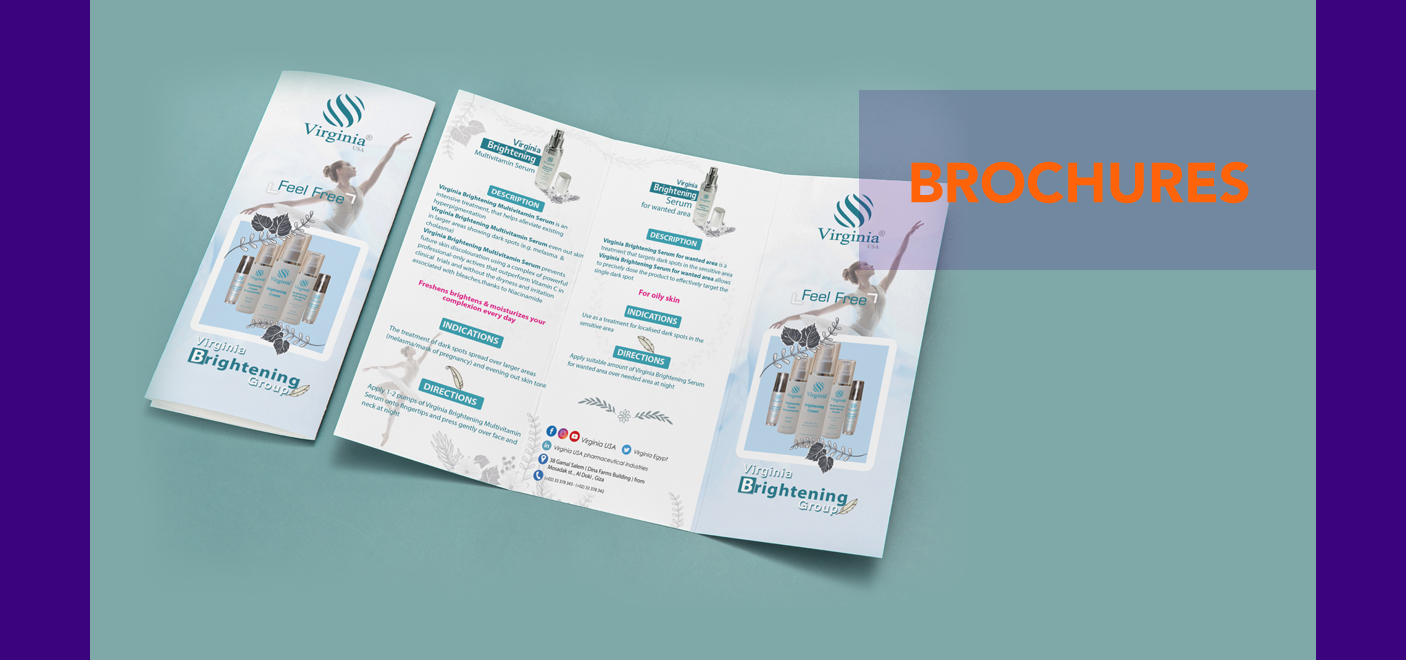 BROCHURES
Virginia®
USA
Feel Free
Virginia
Brightening
Group
Virginia
Brightening
Multivitamin Serum
DESCRIPTION
Virginia Brightening Multivitamin Serum is an
intensive treatment, that helps alleviate existing
hyperpigmentation
Virginia Brightening Multivitamin Serum even out skin
in larger areas showing dark spots (e.g. melasma &
cholasma)
Virginia Brightening Multivitamin Serum prevents
future skin discolouration using a complex of powerful
professional-only actives that outperform Vitamin C in
clinical trials and without the dryness and irritation
associated with bleaches,thanks to Niacinamide
Freshens brightens & moisturizes your
complexion every day
INDICATIONS
The treatment of dark spots spread over larger areas
(melasma/mask of pregnancy) and evening out skin tone
DIRECTIONS
Apply 1-2 pumps of Virginia Brightening Multivitamin
Serum onto fingertips and press gently over face and
neck at night
Virginia
Brightening
Serum
for wanted area
DESCRIPTION
Virginia Brightening Serum for wanted area is a
treatment that targets dark spots in the sensitive area
Virginia Brightening Serum for wanted area allows
to precisely dose the product to effectively target the
single dark spot
For oily skin
INDICATIONS
Use as a treatment for localised dark spots in the
sensitive area
DIRECTIONS
Apply suitable amount of Virginia Brightening Serum
for wanted area over needed area at night
Virginia USA
Virginia Egypt
Virginia USA pharmaceutical industries
38 Gamal Salem ( Dina Farms Building ) from
Mosadak st., Al Doki, Giza
(+02) 33 378 343 - (+02) 33 378 342
Virginia®
Feel Free
Virginia
Brightening
Group